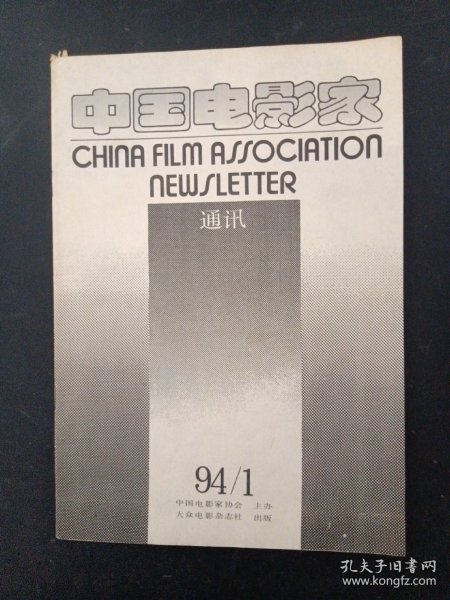 中国电影家
CHINA FILM ASSOCIATION
NEWSLETTER
通讯
94/1
中国电影家协会 主办
大众电影杂志社 出版
孔夫子旧书网
www.kongfz.com